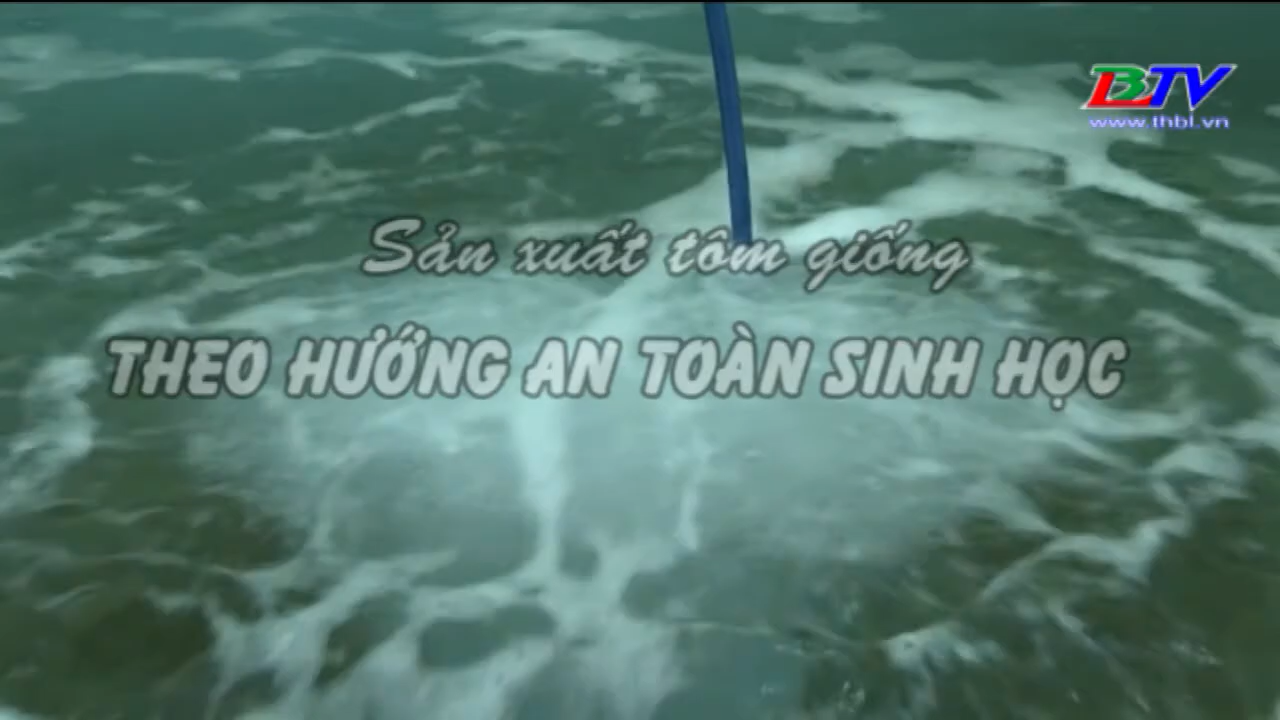 BTV
www.thbl.vn
Sản xuất tôm giống
THEO HƯỚNG AN TOÀN SINH HỌC